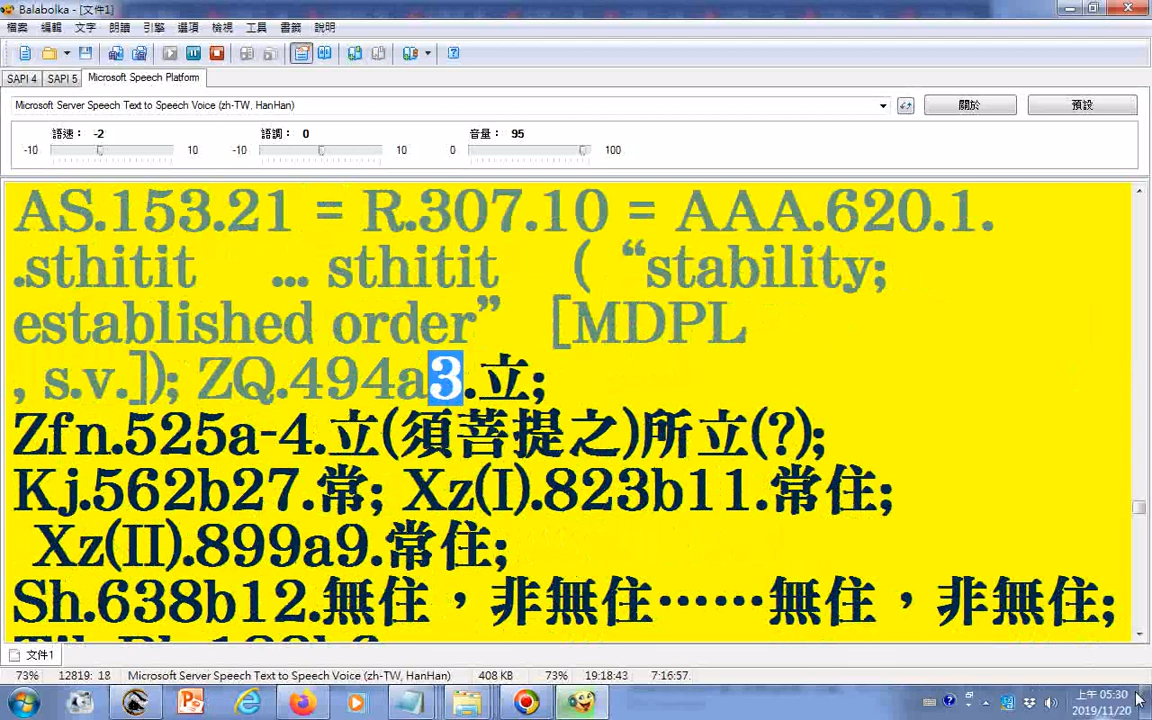 Balabolka - [文件1]
檔案 編輯 文字 朗讀 引擎 選項 檢視 工具 書籤 說明
SAPI 4 SAPI 5 Microsoft Speech Platform
Microsoft Server Speech Text to Speech Voice (zh-TW, HanHan) 關於 預設
語速： -2 語調： 0 音量： 95
-10 10 -10 10 0 100
AS.153.21 = R.307.10 = AAA.620.1.
.sthitit ... sthitit (“stability;
established order” [MDPL
, s.v.]); ZQ.494a3.立;
Zfn.525a-4.立(須菩提之)所立(?);
Kj.562b27.常; Xz(I).823b11.常住;
Xz(II).899a9.常住;
Sh.638b12.無住，非無住……無住，非無住;
文件1
73% 12819: 18 Microsoft Server Speech Text to Speech Voice (zh-TW, HanHan) 408 KB 73% 19:18:43 7:16:57.
上午 05:30
2019/11/20